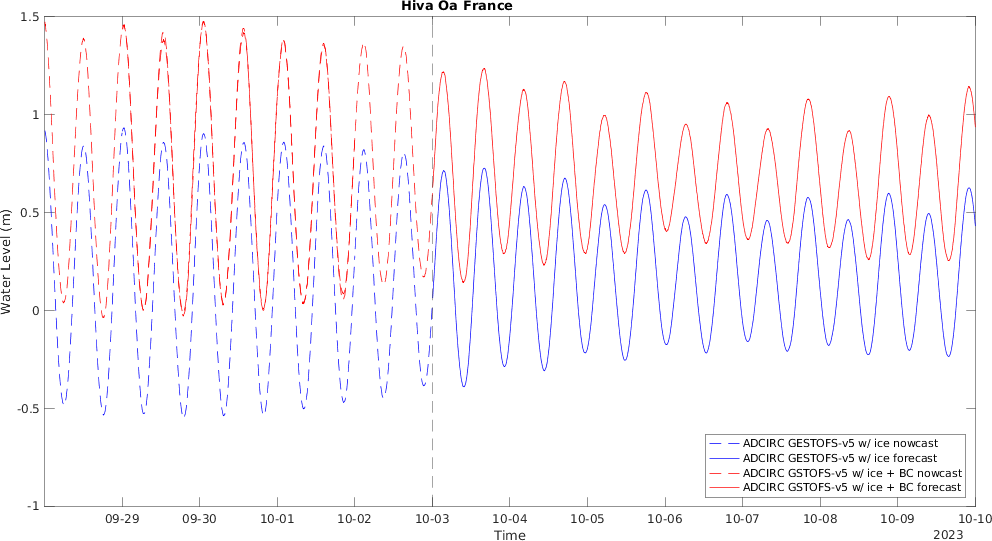 Hiva Oa France
1.5
1
0.5
0
-0.5
-1
Water Level (m)
ADCIRC GESTOFS-v5 w/ ice nowcast
ADCIRC GESTOFS-v5 w/ ice forecast
ADCIRC GSTOFS-v5 w/ ice + BC nowcast
ADCIRC GSTOFS-v5 w/ ice + BC forecast
09-29 09-30 10-01 10-02 10-03 10-04 10-05 10-06 10-07 10-08 10-09 10-10
Time
2023